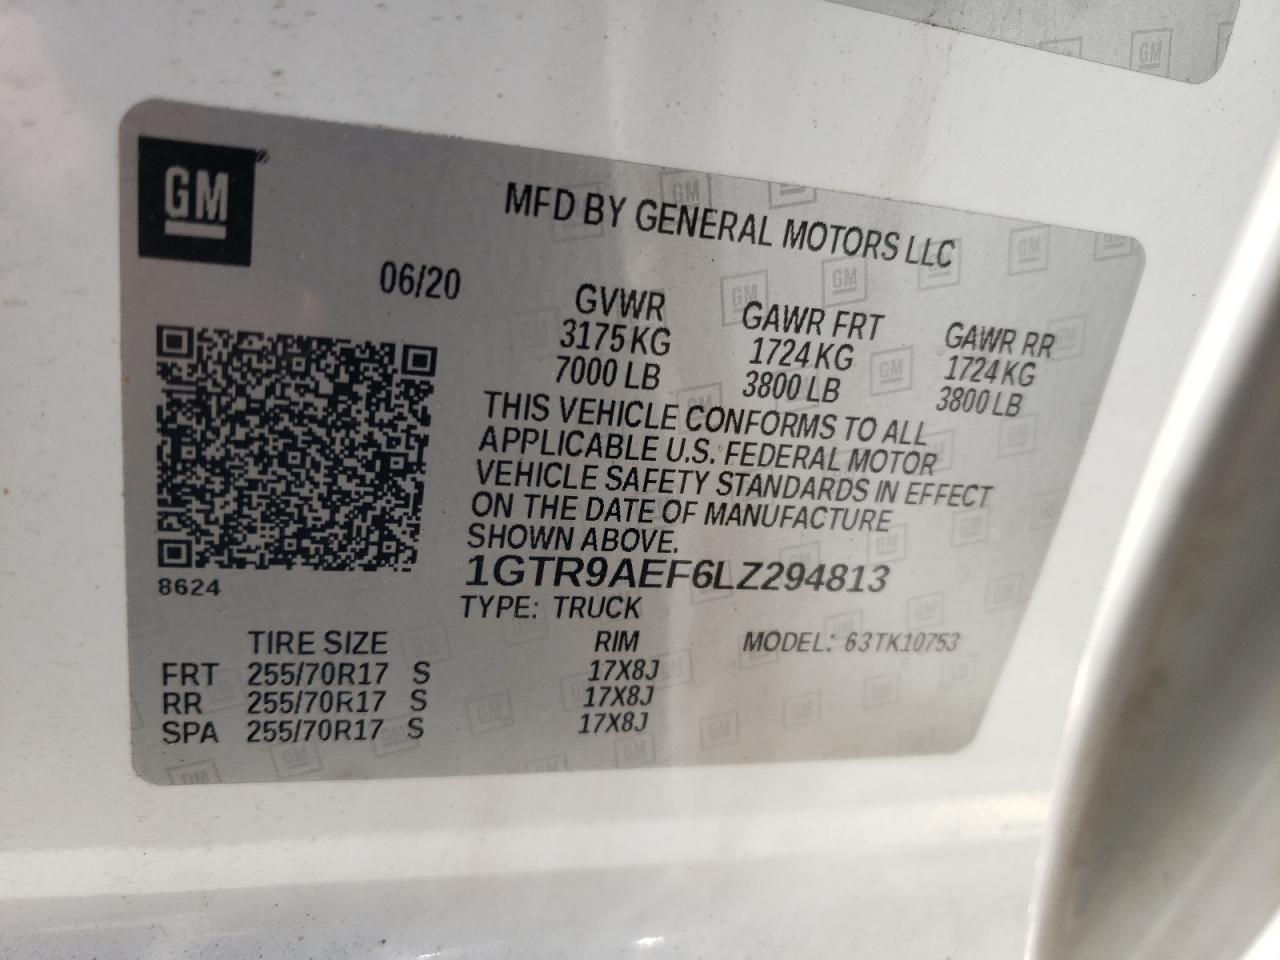 GM
MFD BY GENERAL MOTORS LLC
06/20
GVWR GAWR FRT GAWR RR
3175 KG 1724 KG 1724 KG
7000 LB 3800 LB 3800 LB
THIS VEHICLE CONFORMS TO ALL
APPLICABLE U.S. FEDERAL MOTOR
VEHICLE SAFETY STANDARDS IN EFFECT
ON THE DATE OF MANUFACTURE
SHOWN ABOVE.
1GTR9AEF6LZ294813
8624
TYPE: TRUCK
TIRE SIZE RIM MODEL: 63TK10753
FRT 255/70R17 S 17X8J
RR 255/70R17 S 17X8J
SPA 255/70R17 S 17X8J